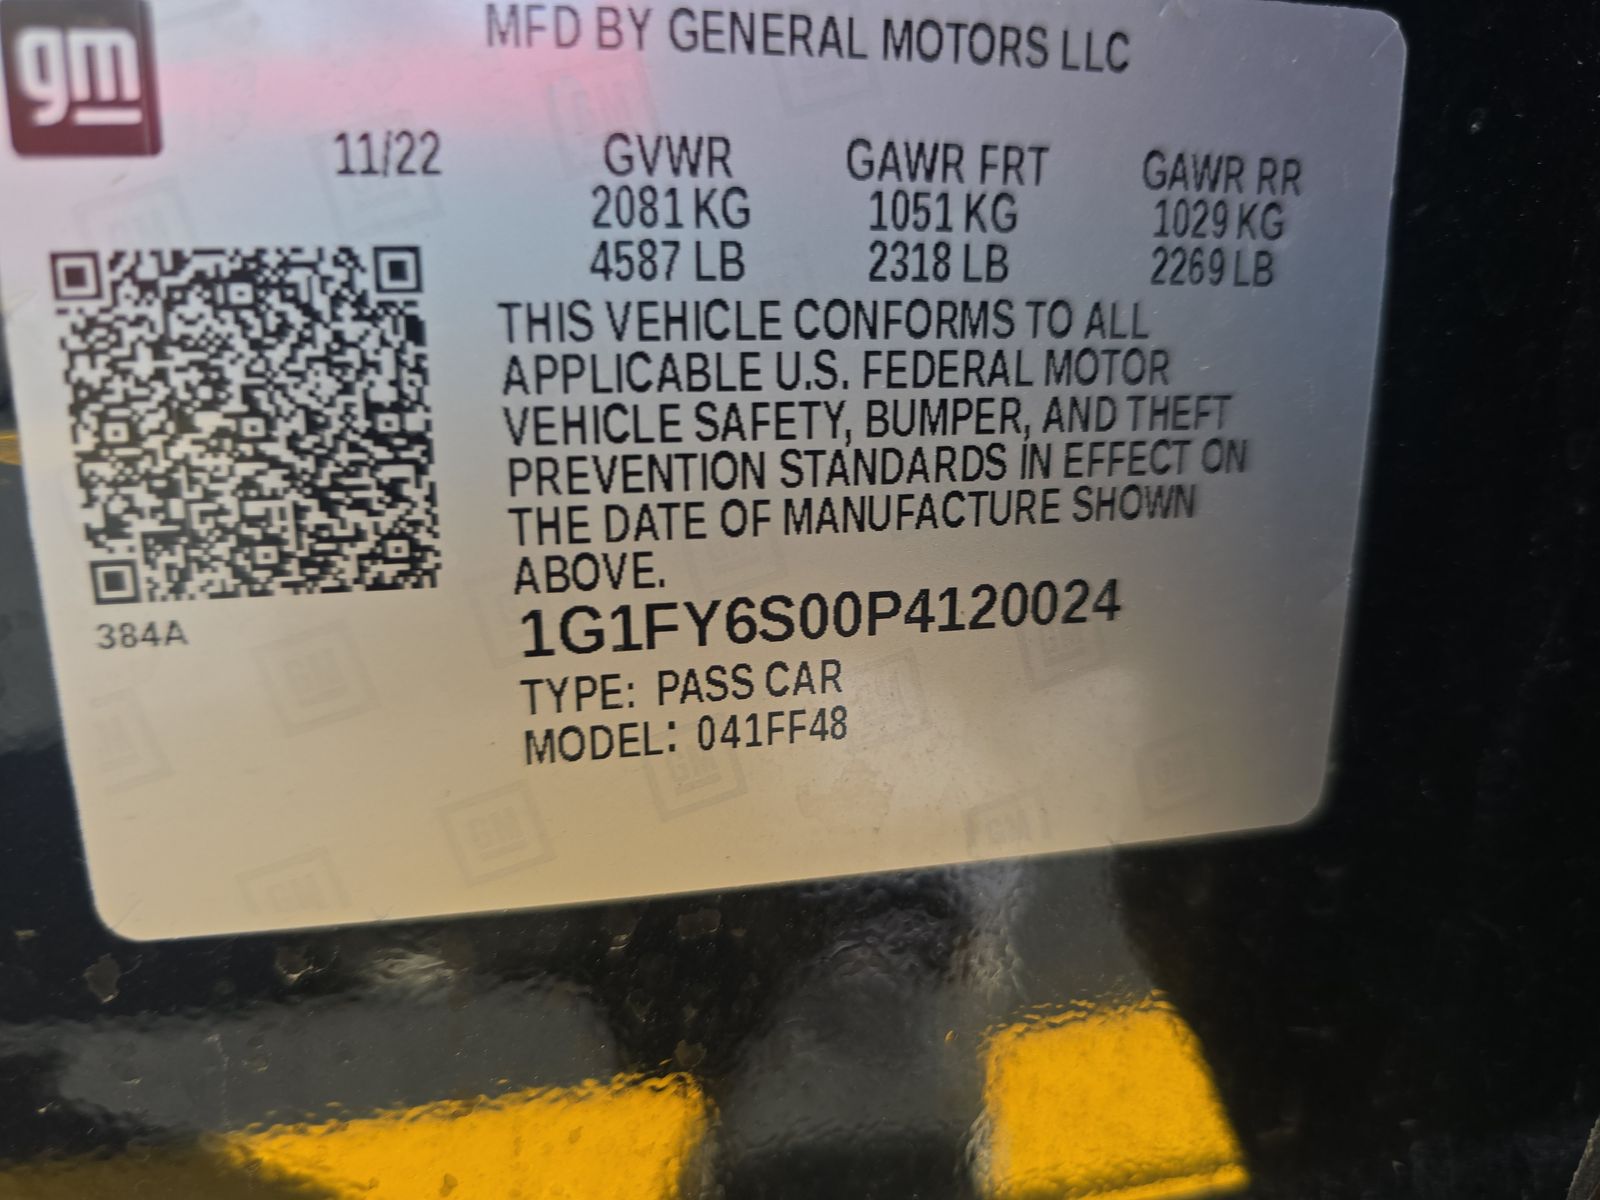 gm
MFD BY GENERAL MOTORS LLC
11/22 GVWR GAWR FRT GAWR RR
2081 KG 1051 KG 1029 KG
4587 LB 2318 LB 2269 LB
THIS VEHICLE CONFORMS TO ALL
APPLICABLE U.S. FEDERAL MOTOR
VEHICLE SAFETY, BUMPER, AND THEFT
PREVENTION STANDARDS IN EFFECT ON
THE DATE OF MANUFACTURE SHOWN
ABOVE.
384A
1G1FY6S00P4120024
TYPE: PASS CAR
MODEL: 041FF48